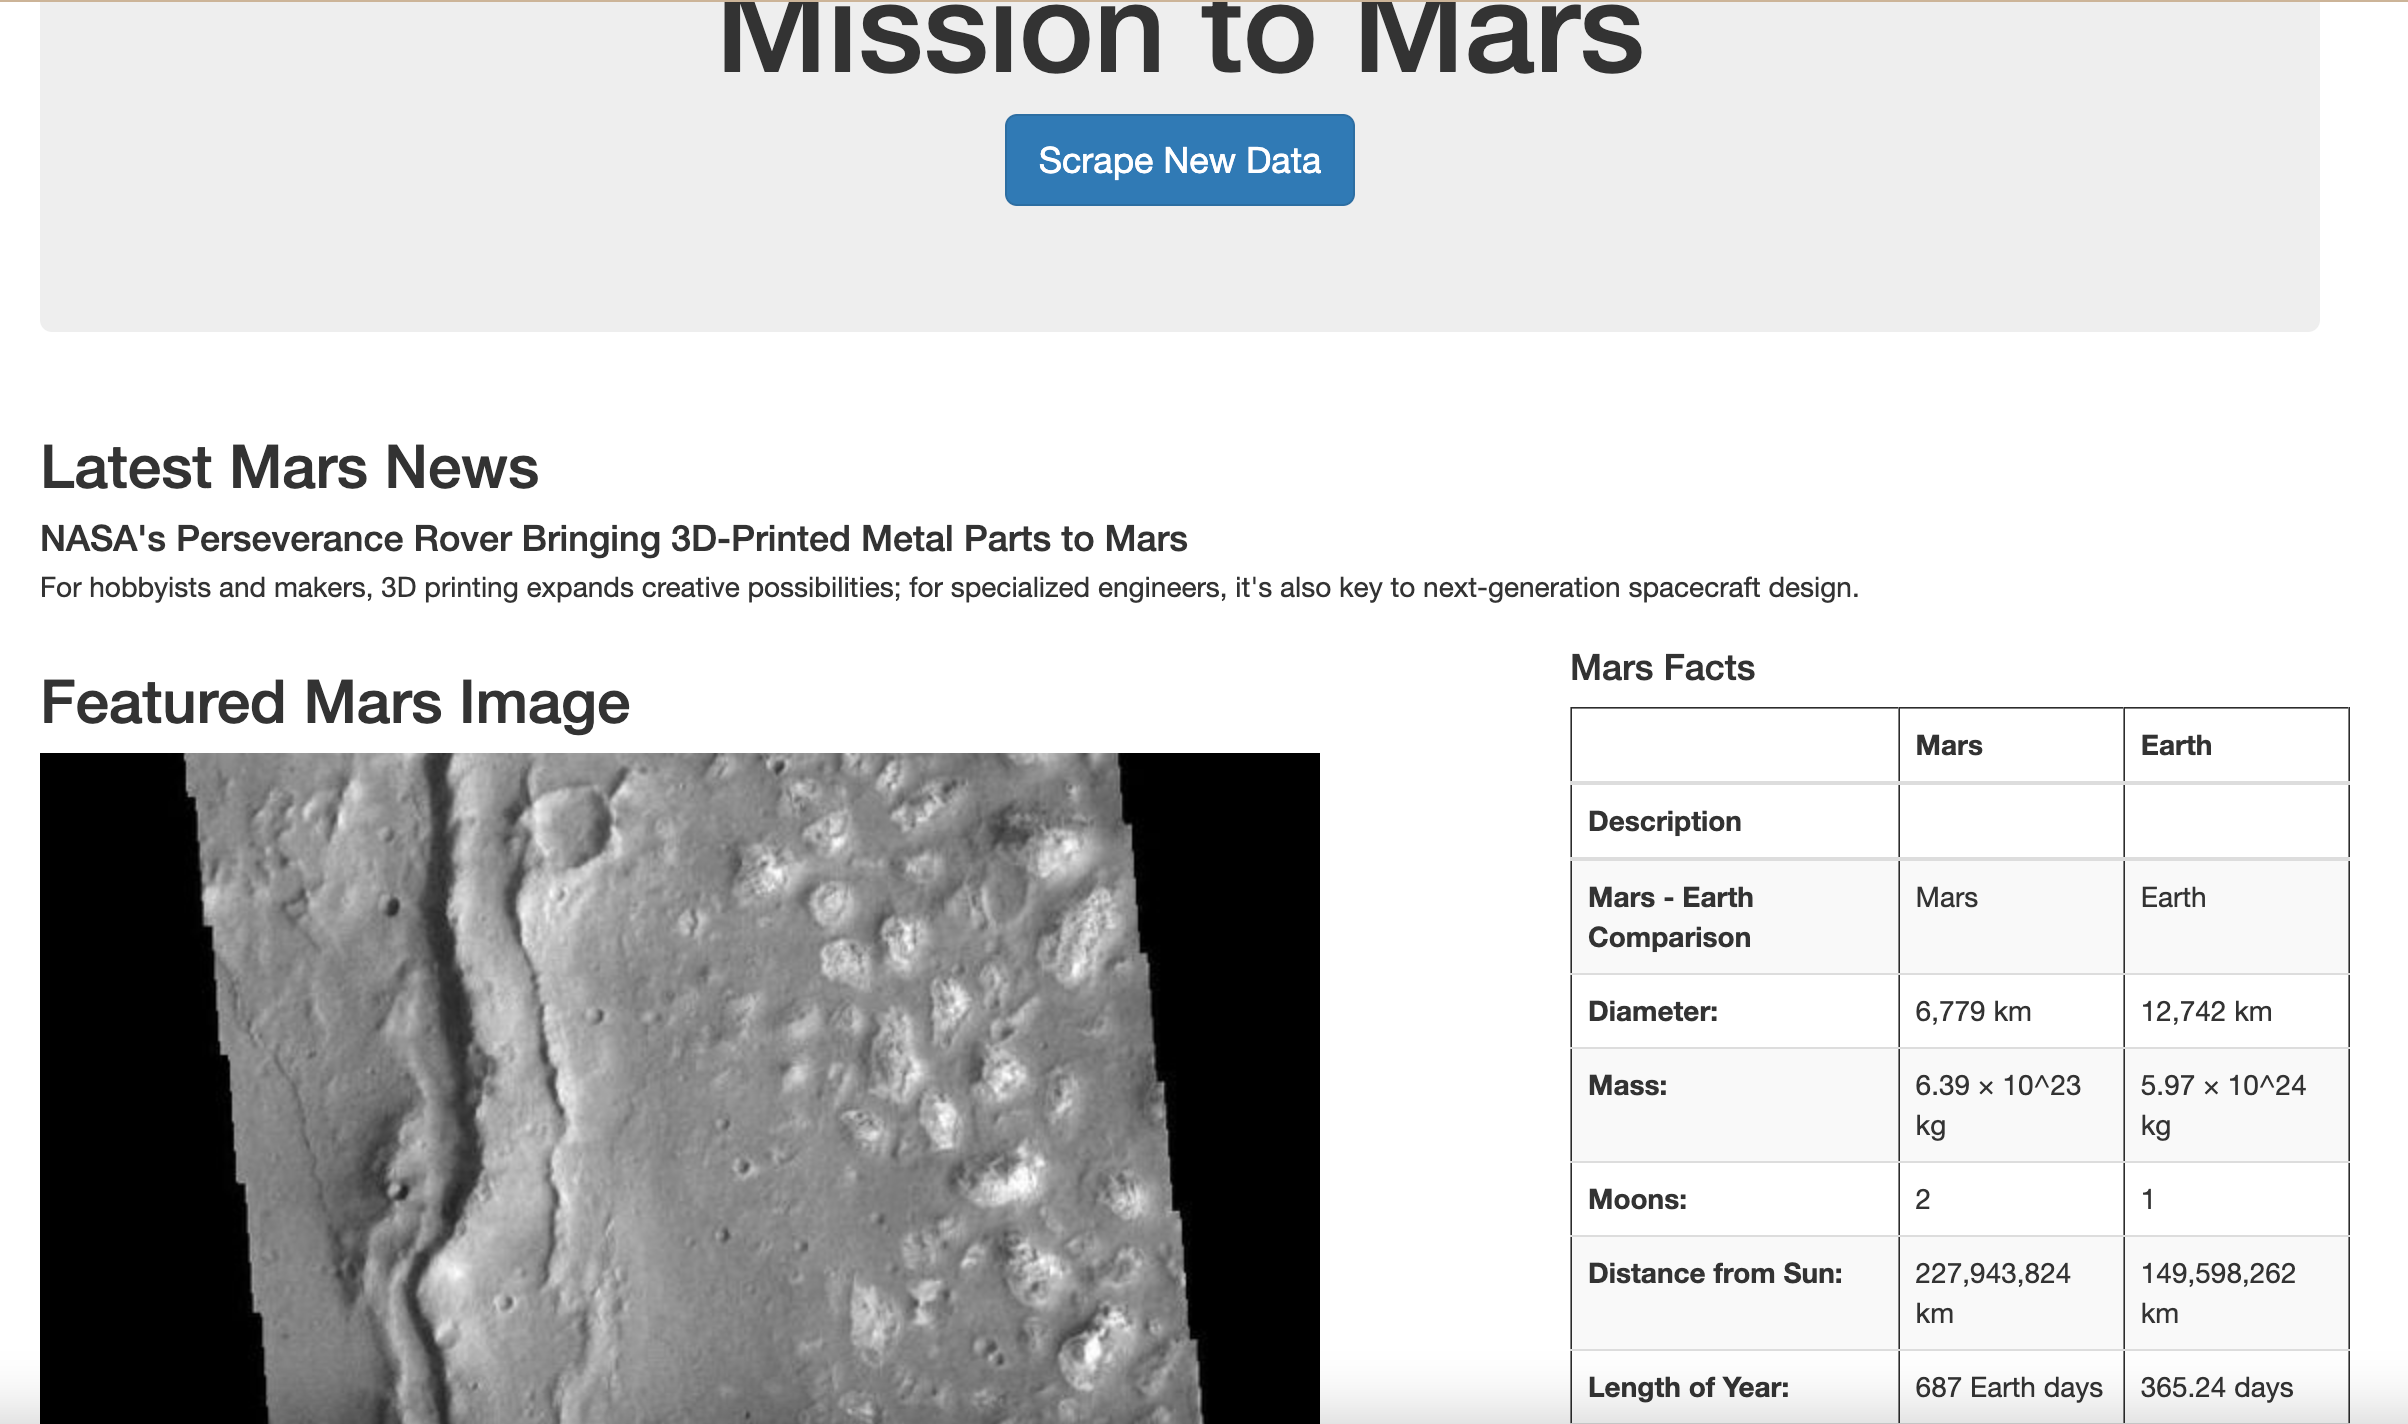 Mission to Mars
Scrape New Data
Latest Mars News
NASA's Perseverance Rover Bringing 3D-Printed Metal Parts to Mars
For hobbyists and makers, 3D printing expands creative possibilities; for specialized engineers, it's also key to next-generation spacecraft design.
Featured Mars Image
Mars Facts
Mars Earth
Description
Mars - Earth Mars Earth
Comparison
Diameter: 6,779 km 12,742 km
Mass: 6.39 × 10^23 5.97 × 10^24
kg kg
Moons: 2 1
Distance from Sun: 227,943,824 149,598,262
km km
Length of Year: 687 Earth days 365.24 days